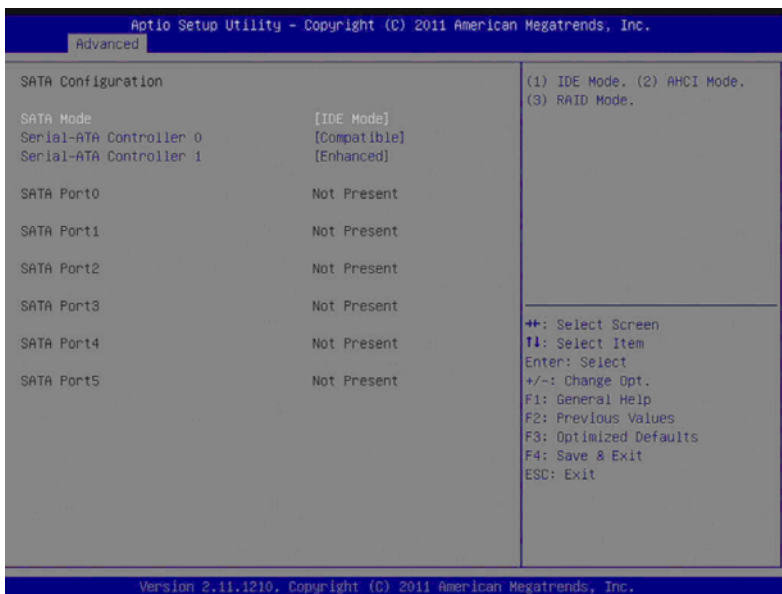 Aptio Setup Utility - Copyright (C) 2011 American Megatrends, Inc.
Advanced
SATA Configuration
SATA Mode [IDE Mode]
Serial-ATA Controller 0 [Compatible]
Serial-ATA Controller 1 [Enhanced]
SATA Port0 Not Present
SATA Port1 Not Present
SATA Port2 Not Present
SATA Port3 Not Present
SATA Port4 Not Present
SATA Port5 Not Present
(1) IDE Mode. (2) AHCI Mode.
(3) RAID Mode.
→←: Select Screen
↑↓: Select Item
Enter: Select
+/-: Change Opt.
F1: General Help
F2: Previous Values
F3: Optimized Defaults
F4: Save & Exit
ESC: Exit
Version 2.11.1210. Copyright (C) 2011 American Megatrends, Inc.